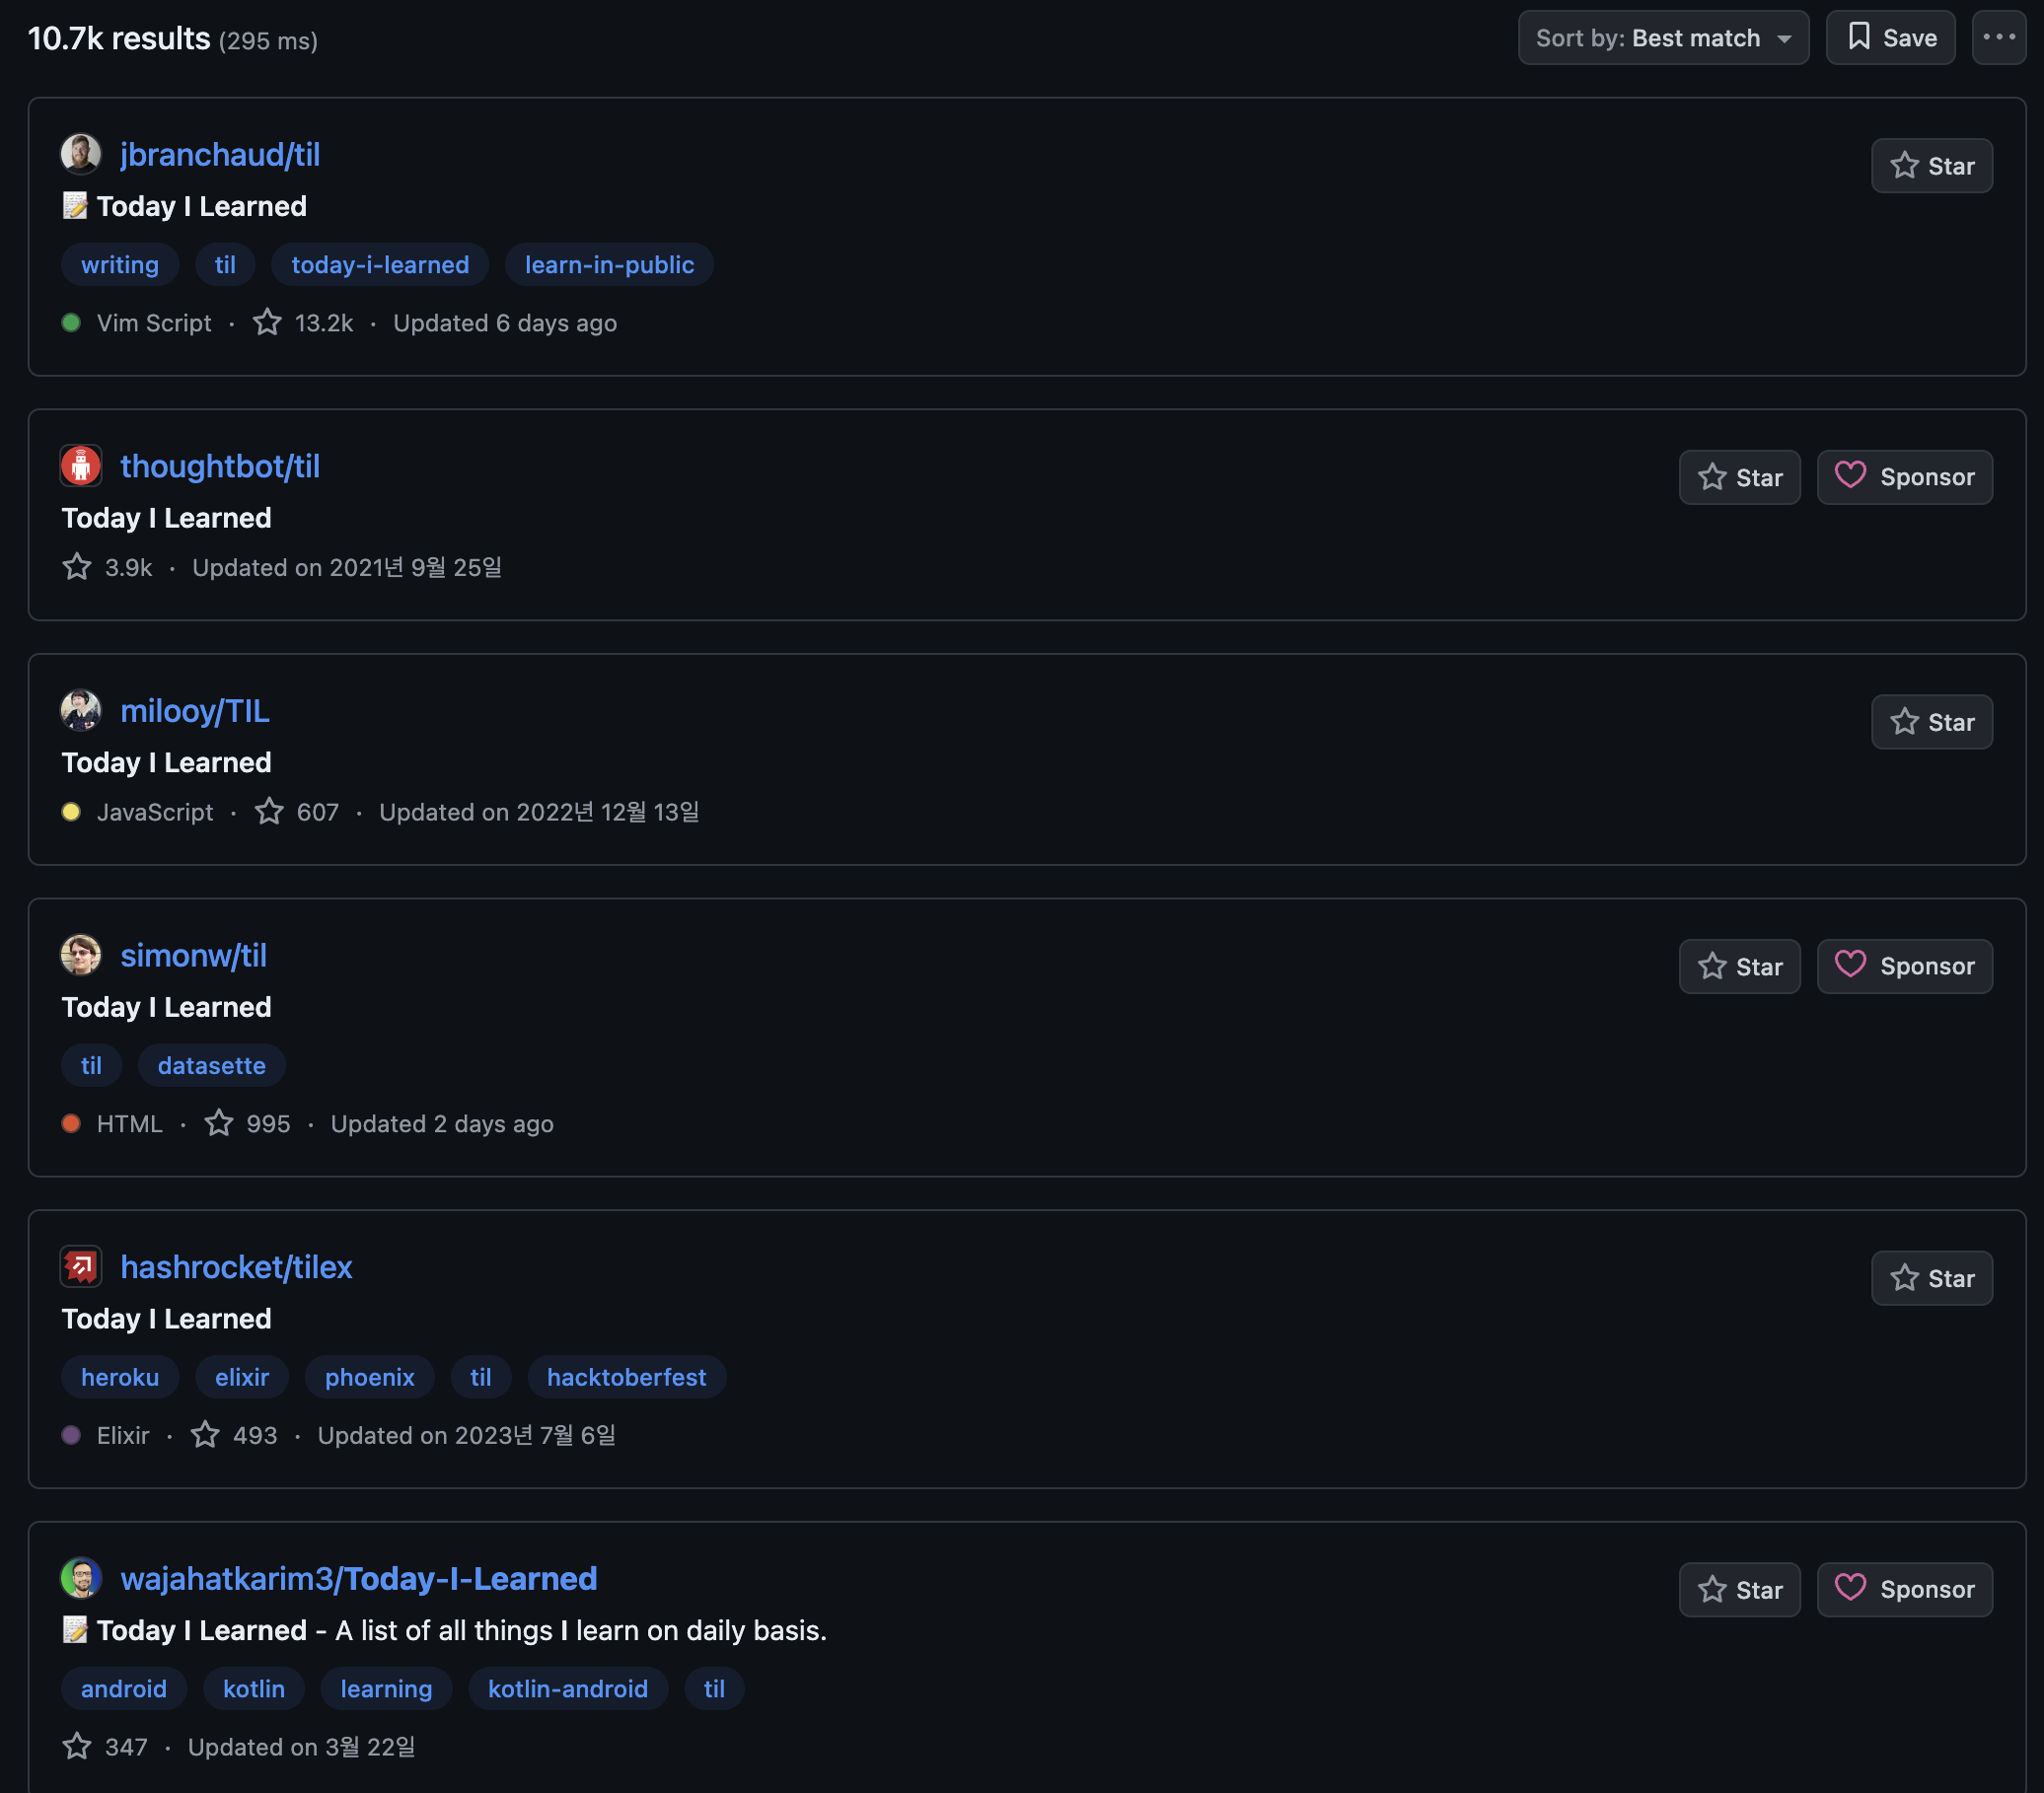 10.7k results (295 ms)
Sort by: Best match
Save
jbranchaud/til
Star
📝 Today I Learned
writing til today-i-learned learn-in-public
Vim Script · 13.2k · Updated 6 days ago
thoughtbot/til
Star
Sponsor
Today I Learned
3.9k · Updated on 2021년 9월 25일
milooy/TIL
Star
Today I Learned
JavaScript · 607 · Updated on 2022년 12월 13일
simonw/til
Star
Sponsor
Today I Learned
til datasette
HTML · 995 · Updated 2 days ago
hashrocket/tilex
Star
Today I Learned
heroku elixir phoenix til hacktoberfest
Elixir · 493 · Updated on 2023년 7월 6일
wajahatkarim3/Today-I-Learned
Star
Sponsor
📝 Today I Learned - A list of all things I learn on daily basis.
android kotlin learning kotlin-android til
347 · Updated on 3월 22일